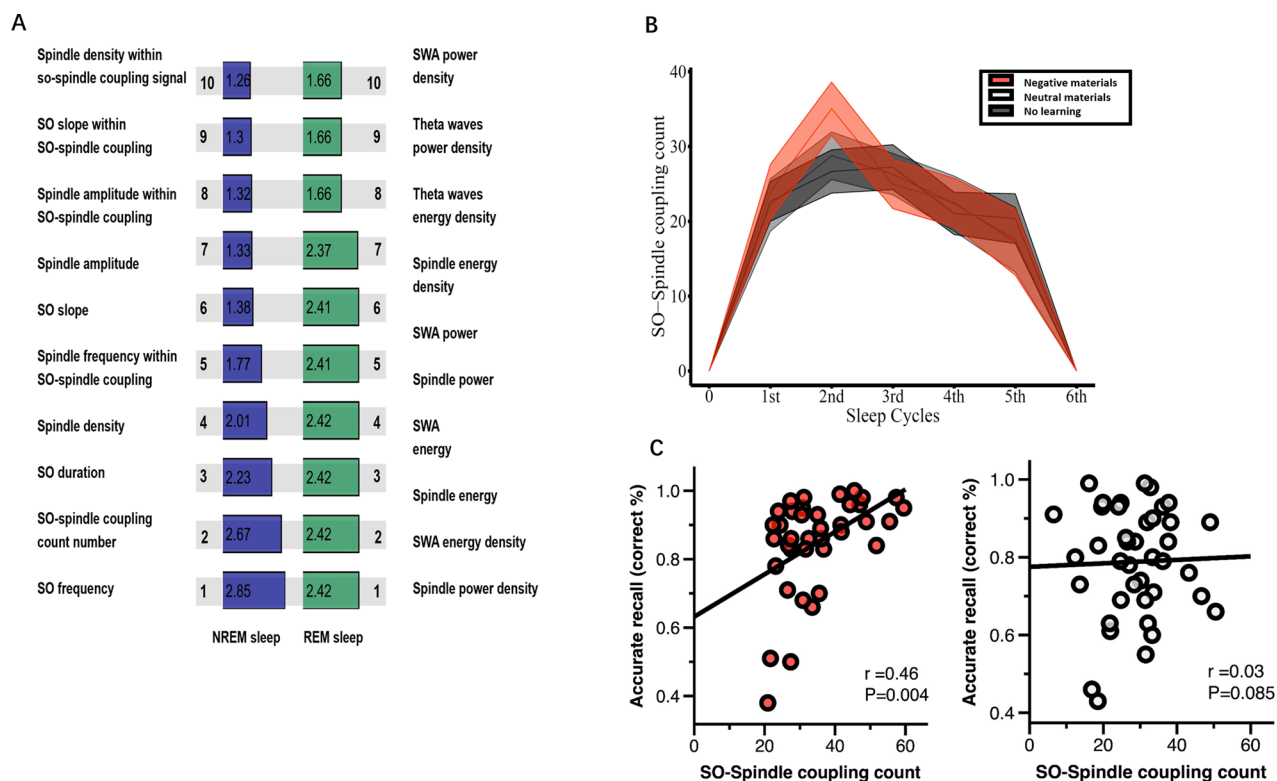 A
Spindle density within
so-spindle coupling signal
10 1.26 1.66 10
SWA power
density
SO slope within
SO-spindle coupling
9 1.3 1.66 9
Theta waves
power density
Spindle amplitude within
SO-spindle coupling
8 1.32 1.66 8
Theta waves
energy density
Spindle amplitude
7 1.33 2.37 7
Spindle energy
density
SO slope
6 1.38 2.41 6
SWA power
Spindle frequency within
SO-spindle coupling
5 1.77 2.41 5
Spindle power
Spindle density
4 2.01 2.42 4
SWA
energy
SO duration
3 2.23 2.42 3
Spindle energy
SO-spindle coupling
count number
2 2.67 2.42 2
SWA energy density
SO frequency
1 2.85 2.42 1
Spindle power density
NREM sleep REM sleep
B
SO−Spindle coupling count
40
30
20
10
0
0 1st 2nd 3rd 4th 5th 6th
Sleep Cycles
Negative materials
Neutral materials
No learning
C
Accurate recall (correct %)
1.0
0.8
0.6
0.4
r =0.46
P=0.004
0 20 40 60
SO-Spindle coupling count
Accurate recall (correct %)
1.0
0.8
0.6
0.4
r =0.03
P=0.085
0 20 40 60
SO-Spindle coupling count